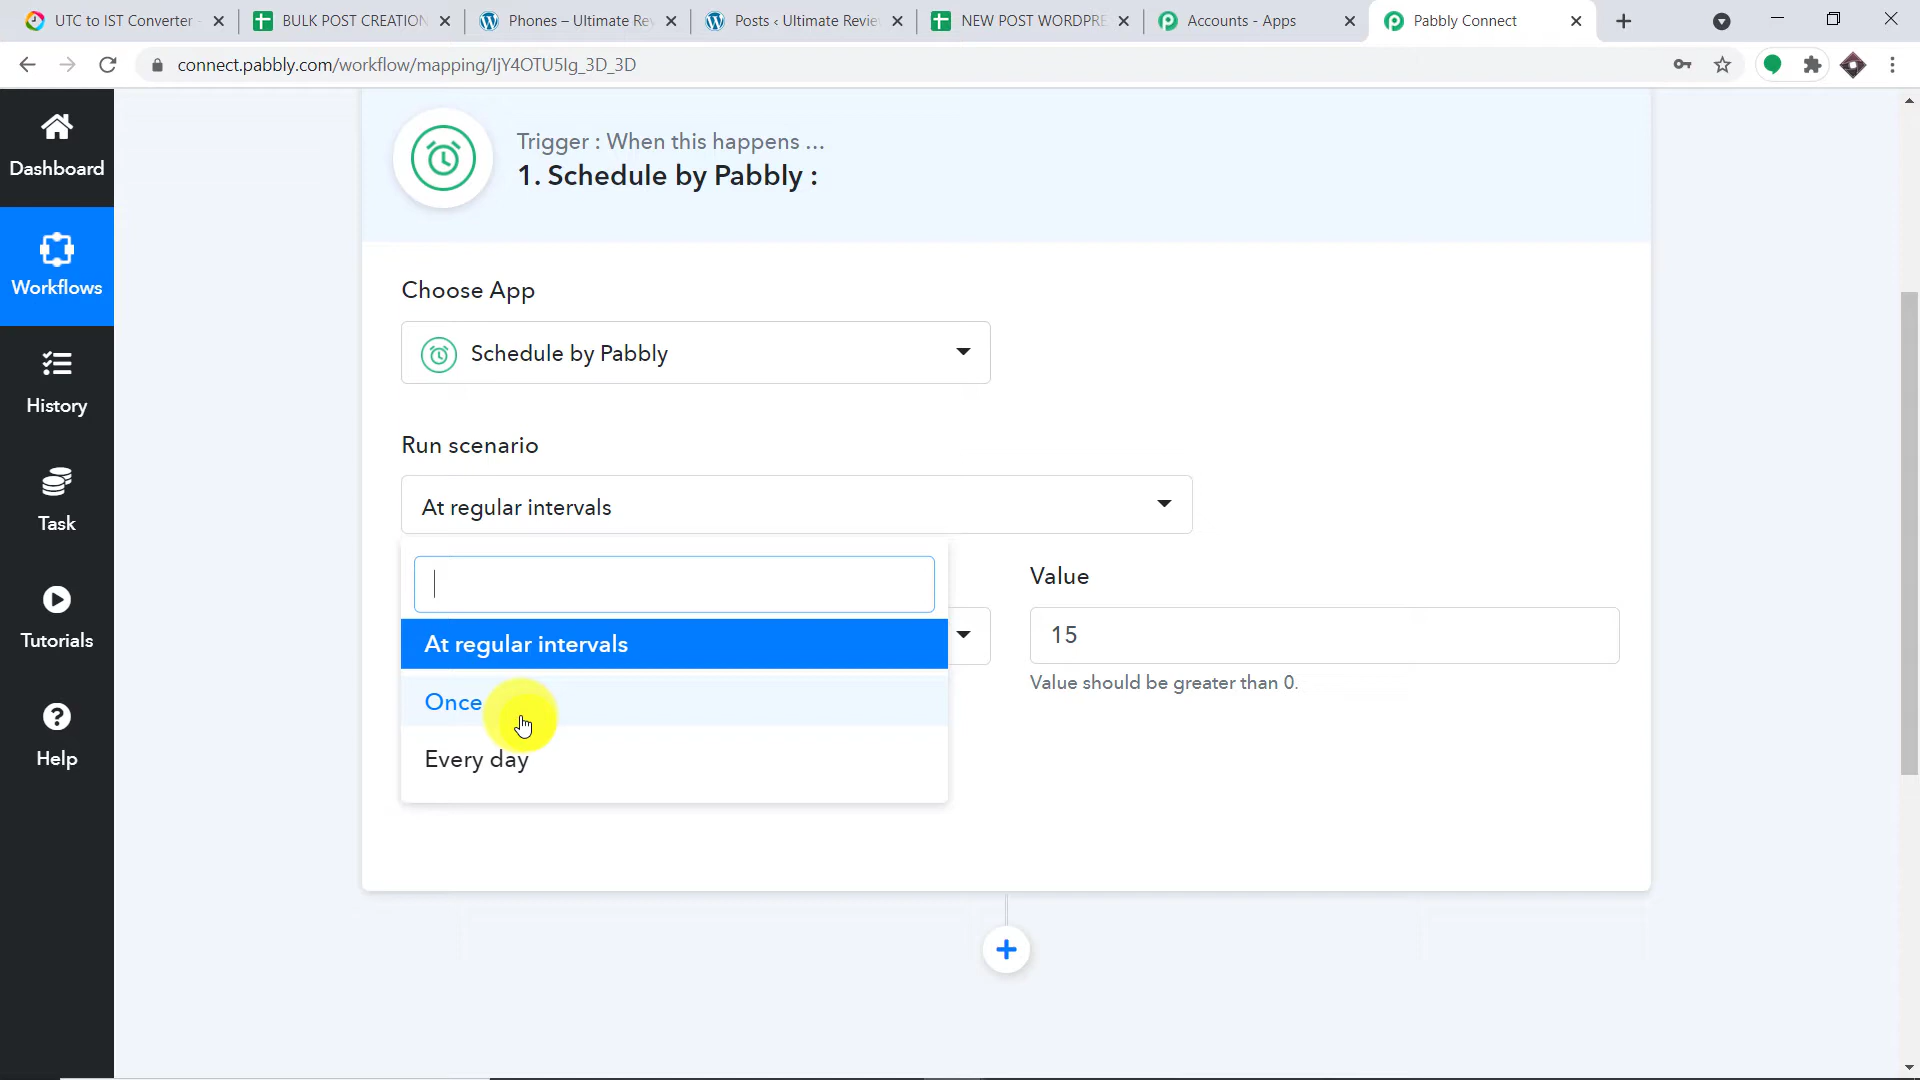 UTC to IST Converter
BULK POST CREATION
Phones – Ultimate Re
Posts ‹ Ultimate Revie
NEW POST WORDPRE
Accounts - Apps
Pabbly Connect
connect.pabbly.com/workflow/mapping/IjY4OTU5Ig_3D_3D
Dashboard
Workflows
History
Task
Tutorials
Help
Trigger : When this happens ...
1. Schedule by Pabbly :
Choose App
Schedule by Pabbly
Run scenario
At regular intervals
At regular intervals
Once
Every day
Value
15
Value should be greater than 0.